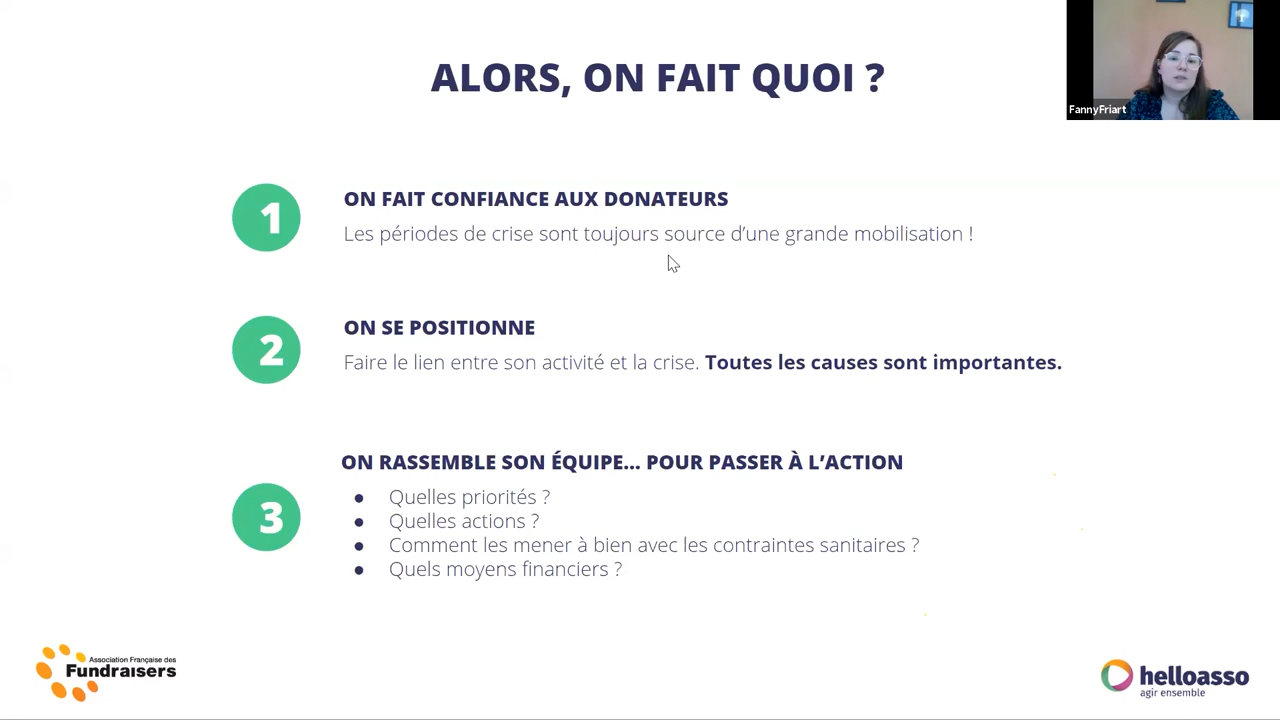 ALORS, ON FAIT QUOI ?
FannyFriart
1
ON FAIT CONFIANCE AUX DONATEURS
Les périodes de crise sont toujours source d’une grande mobilisation !
2
ON SE POSITIONNE
Faire le lien entre son activité et la crise. Toutes les causes sont importantes.
3
ON RASSEMBLE SON ÉQUIPE... POUR PASSER À L’ACTION
● Quelles priorités ?
● Quelles actions ?
● Comment les mener à bien avec les contraintes sanitaires ?
● Quels moyens financiers ?
Association Française des
Fundraisers
helloasso
agir ensemble